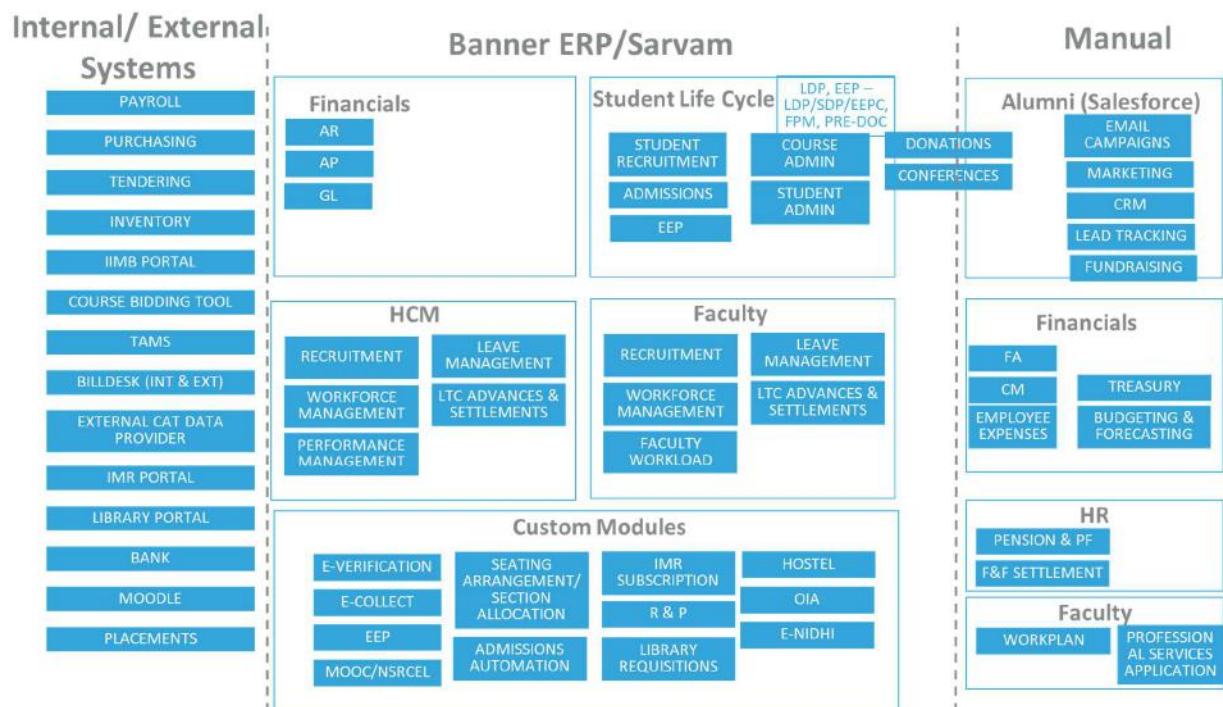 Internal/ External
Systems
PAYROLL
PURCHASING
TENDERING
INVENTORY
IIMB PORTAL
COURSE BIDDING TOOL
TAMS
BILLDESK (INT & EXT)
EXTERNAL CAT DATA
PROVIDER
IMR PORTAL
LIBRARY PORTAL
BANK
MOODLE
PLACEMENTS
Banner ERP/Sarvam
Financials
AR
AP
GL
Student Life Cycle
LDP, EEP –
LDP/SDP/EEPC,
FPM, PRE-DOC
STUDENT
RECRUITMENT
ADMISSIONS
EEP
COURSE
ADMIN
STUDENT
ADMIN
DONATIONS
CONFERENCES
HCM
RECRUITMENT
WORKFORCE
MANAGEMENT
PERFORMANCE
MANAGEMENT
LEAVE
MANAGEMENT
LTC ADVANCES &
SETTLEMENTS
Faculty
RECRUITMENT
WORKFORCE
MANAGEMENT
FACULTY
WORKLOAD
LEAVE
MANAGEMENT
LTC ADVANCES &
SETTLEMENTS
Custom Modules
E-VERIFICATION
E-COLLECT
EEP
MOOC/NSRCEL
SEATING
ARRANGEMENT/
SECTION
ALLOCATION
ADMISSIONS
AUTOMATION
IMR
SUBSCRIPTION
R & P
LIBRARY
REQUISITIONS
HOSTEL
OIA
E-NIDHI
Manual
Alumni (Salesforce)
EMAIL
CAMPAIGNS
MARKETING
CRM
LEAD TRACKING
FUNDRAISING
Financials
FA
CM
EMPLOYEE
EXPENSES
TREASURY
BUDGETING &
FORECASTING
HR
PENSION & PF
F&F SETTLEMENT
Faculty
WORKPLAN
PROFESSION
AL SERVICES
APPLICATION